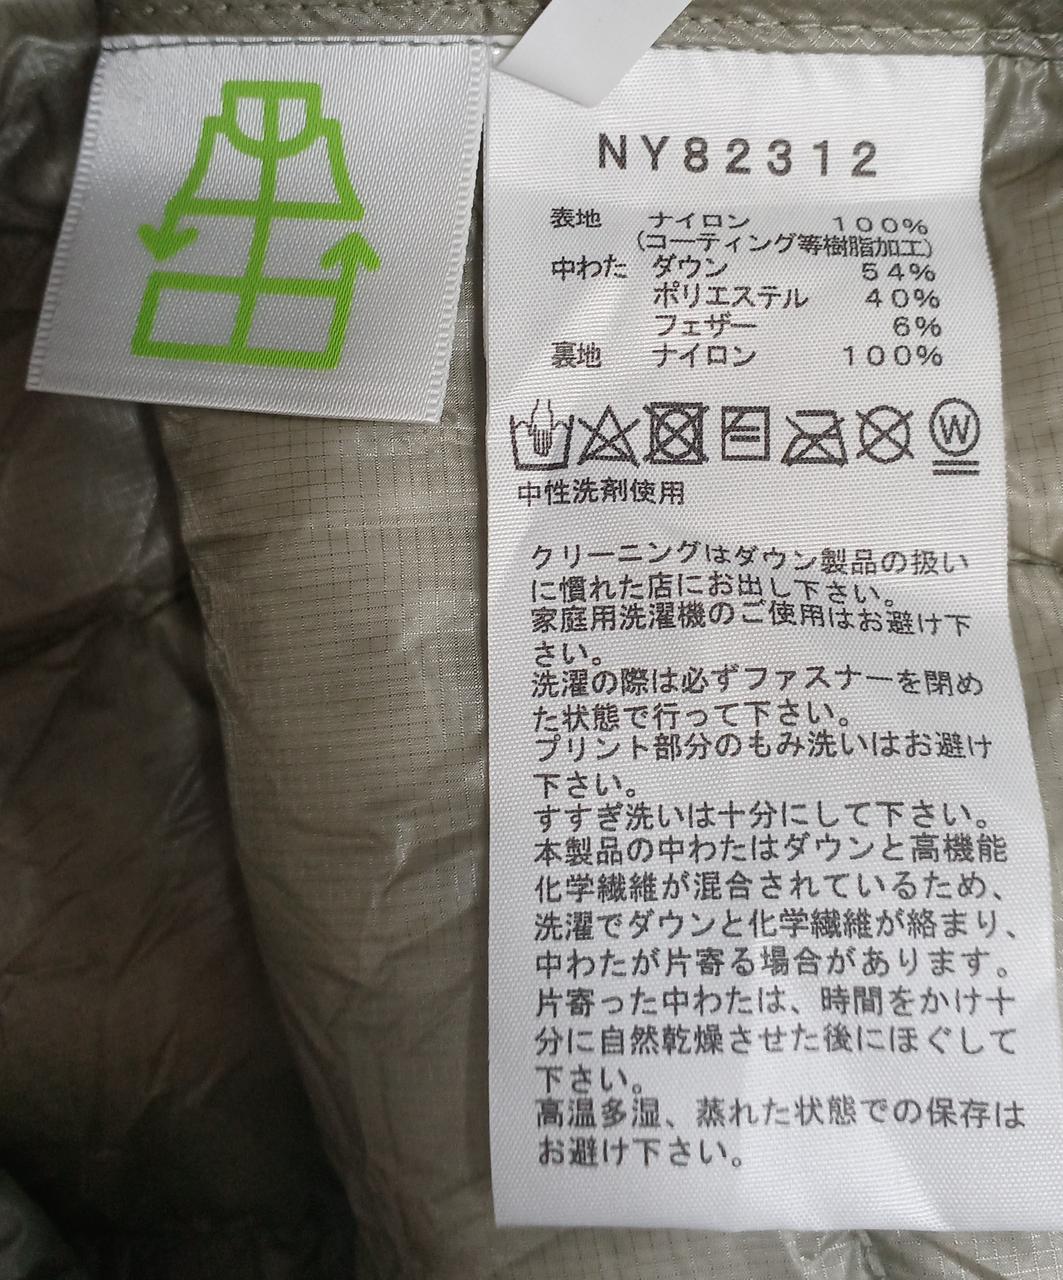 NY82312
表地 ナイロン 100%
(コーティング等樹脂加工)
中わた ダウン 54%
ポリエステル 40%
フェザー 6%
裏地 ナイロン 100%
W
中性洗剤使用
クリーニングはダウン製品の扱い
に慣れた店にお出し下さい。
家庭用洗濯機のご使用はお避け下
さい。
洗濯の際は必ずファスナーを閉め
た状態で行って下さい。
プリント部分のもみ洗いはお避け
下さい。
すすぎ洗いは十分にして下さい。
本製品の中わたはダウンと高機能
化学繊維が混合されているため、
洗濯でダウンと化学繊維が絡まり、
中わたが片寄る場合があります。
片寄った中わたは、時間をかけ十
分に自然乾燥させた後にほぐして
下さい。
高温多湿、蒸れた状態での保存は
お避け下さい。